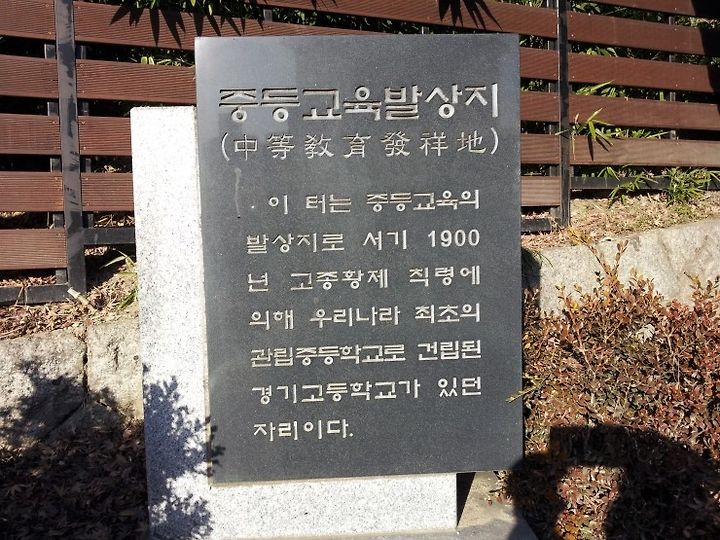 중등교육발상지
(中等敎育發祥地)
이 터는 중등교육의
발상지로 서기 1900
년 고종황제 칙령에
의해 우리나라 최초의
관립중등학교로 건립된
경기고등학교가 있던
자리이다.